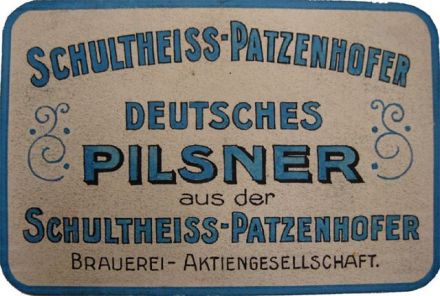 SCHULTHEISS-PATZENHOFER
DEUTSCHES
PILSNER
aus der
SCHULTHEISS-PATZENHOFER
BRAUEREI- AKTIENGESELLSCHAFT.